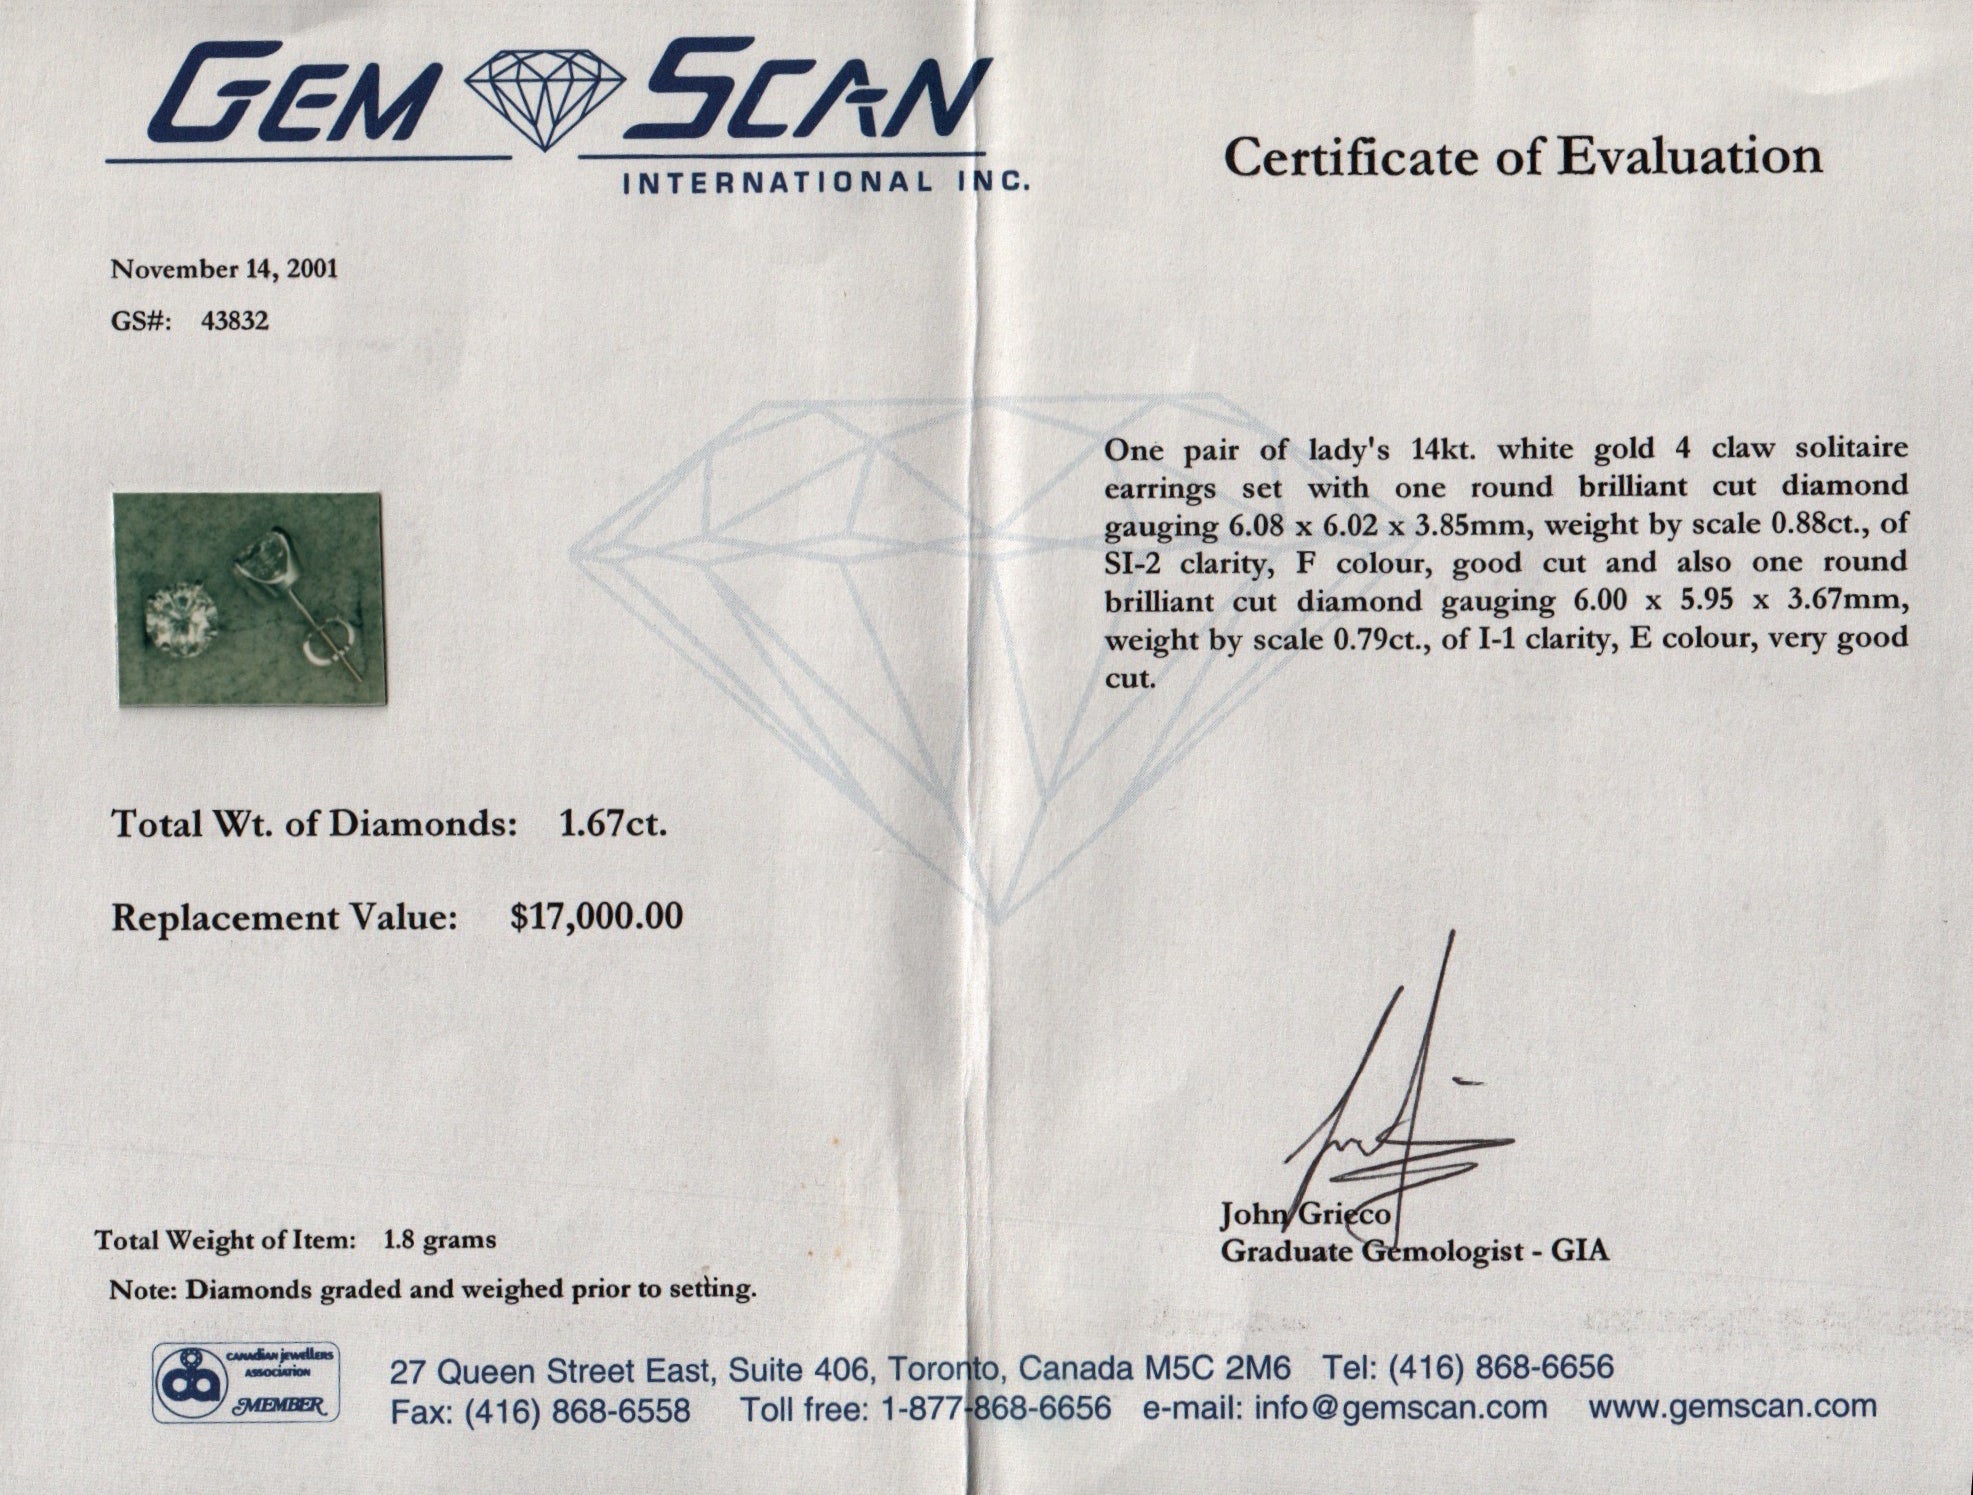 GEM SCAN
INTERNATIONAL INC.
Certificate of Evaluation
November 14, 2001
GS#: 43832
One pair of lady's 14kt. white gold 4 claw solitaire
earrings set with one round brilliant cut diamond
gauging 6.08 x 6.02 x 3.85mm, weight by scale 0.88ct., of
SI-2 clarity, F colour, good cut and also one round
brilliant cut diamond gauging 6.00 x 5.95 x 3.67mm,
weight by scale 0.79ct., of I-1 clarity, E colour, very good
cut.
Total Wt. of Diamonds: 1.67ct.
Replacement Value: $17,000.00
John Grieco
Graduate Gemologist - GIA
Total Weight of Item: 1.8 grams
Note: Diamonds graded and weighed prior to setting.
CANADIAN JEWELLERS
ASSOCIATION
MEMBER
27 Queen Street East, Suite 406, Toronto, Canada M5C 2M6 Tel: (416) 868-6656
Fax: (416) 868-6558 Toll free: 1-877-868-6656 e-mail: info@gemscan.com www.gemscan.com